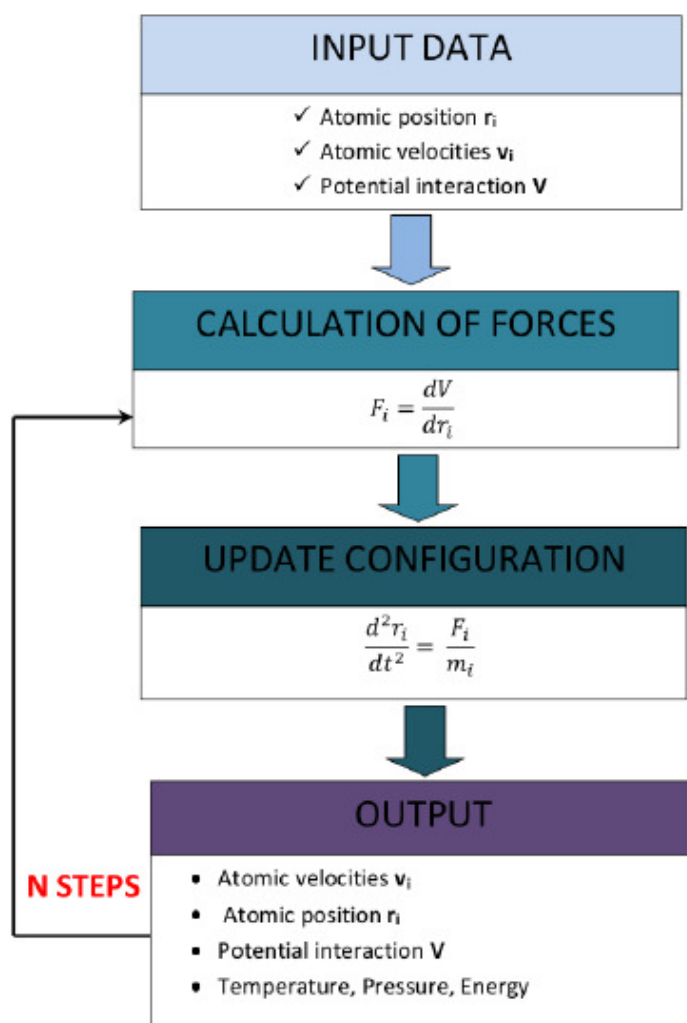 INPUT DATA
✓ Atomic position rᵢ
✓ Atomic velocities vᵢ
✓ Potential interaction V
CALCULATION OF FORCES
Fᵢ = dV/drᵢ
UPDATE CONFIGURATION
d²rᵢ/dt² = Fᵢ/mᵢ
OUTPUT
• Atomic velocities vᵢ
• Atomic position rᵢ
• Potential interaction V
• Temperature, Pressure, Energy
N STEPS